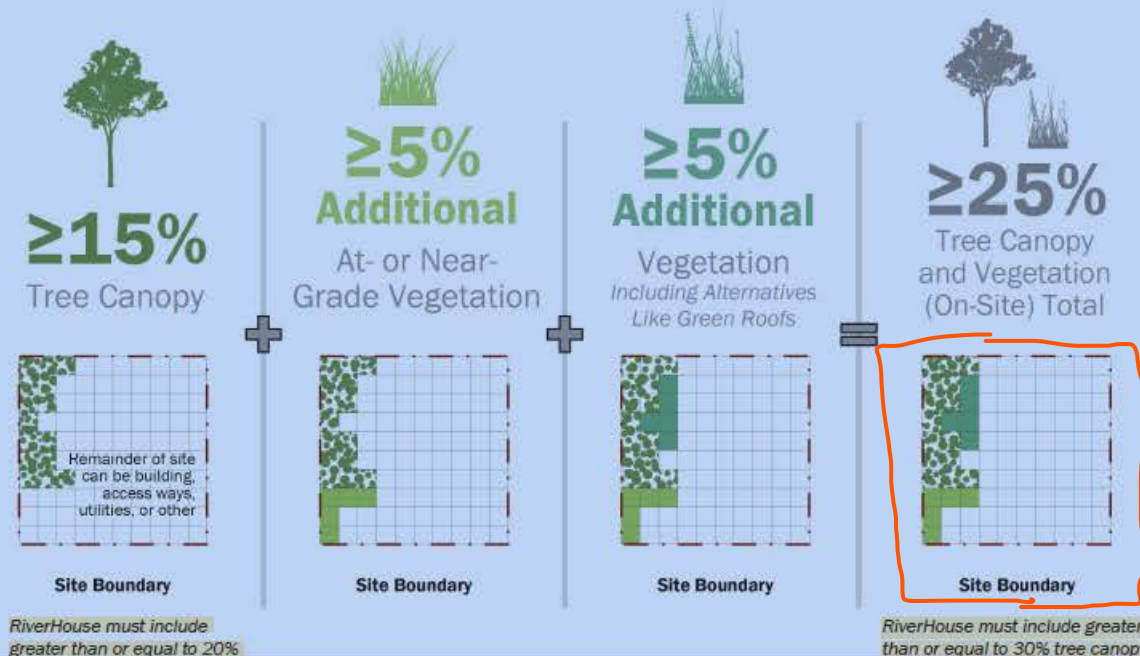 ≥15%
Tree Canopy
≥5%
Additional
At- or Near-
Grade Vegetation
≥5%
Additional
Vegetation
Including Alternatives
Like Green Roofs
≥25%
Tree Canopy
and Vegetation
(On-Site) Total
Remainder of site
can be building,
access ways,
utilities, or other
Site Boundary
Site Boundary
Site Boundary
Site Boundary
RiverHouse must include
greater than or equal to 20%
RiverHouse must include greater
than or equal to 30% tree canop